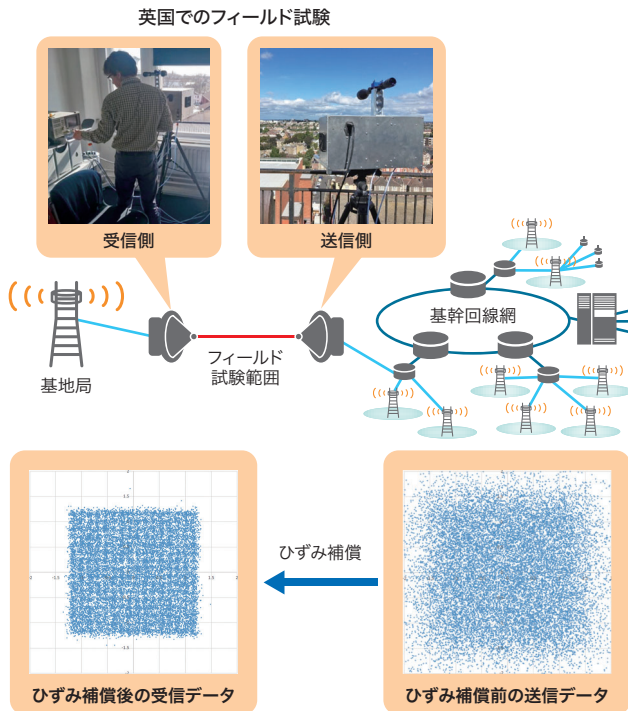 英国でのフィールド試験
受信側
送信側
基幹回線網
基地局
フィールド
試験範囲
ひずみ補償
ひずみ補償後の受信データ
ひずみ補償前の送信データ